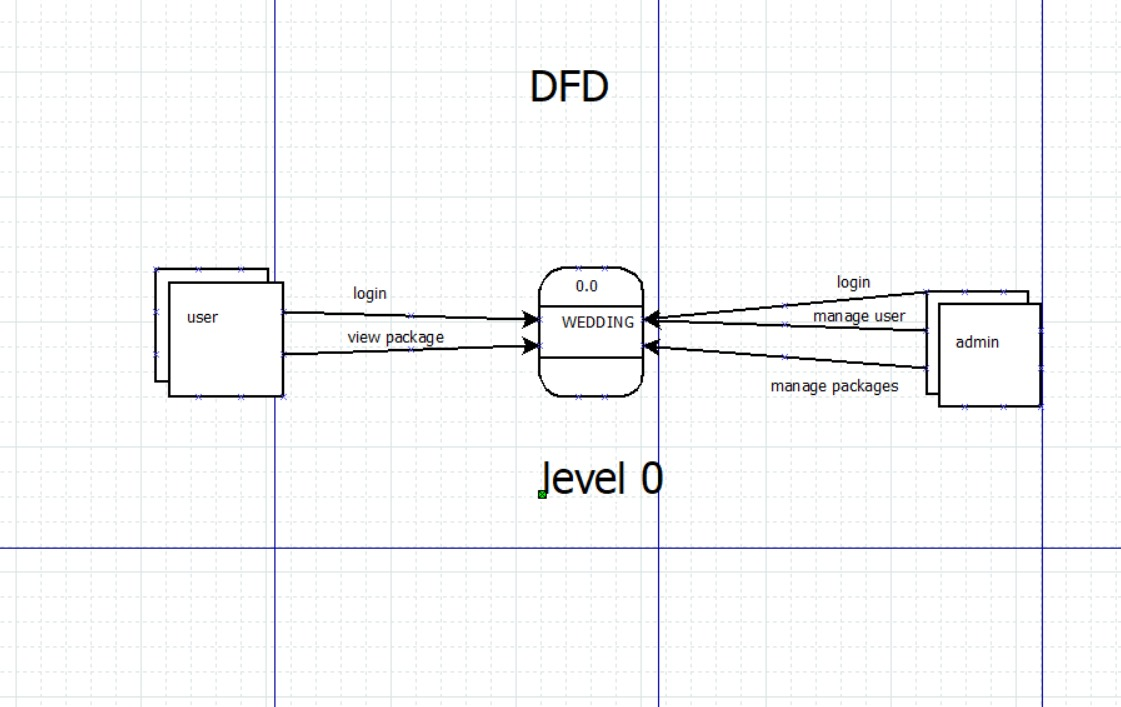 DFD
login
user
view package
0.0
WEDDING
login
manage user
admin
manage packages
level 0